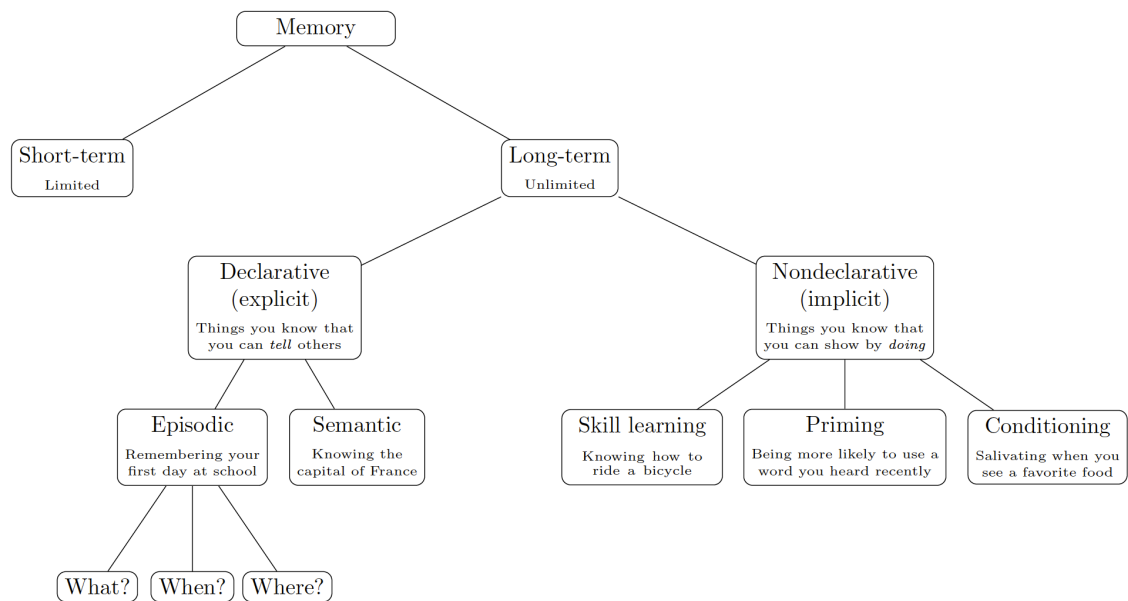 Memory
Short-term
Limited
Long-term
Unlimited
Declarative
(explicit)
Things you know that
you can tell others
Nondeclarative
(implicit)
Things you know that
you can show by doing
Episodic
Remembering your
first day at school
Semantic
Knowing the
capital of France
Skill learning
Knowing how to
ride a bicycle
Priming
Being more likely to use a
word you heard recently
Conditioning
Salivating when you
see a favorite food
What?
When?
Where?